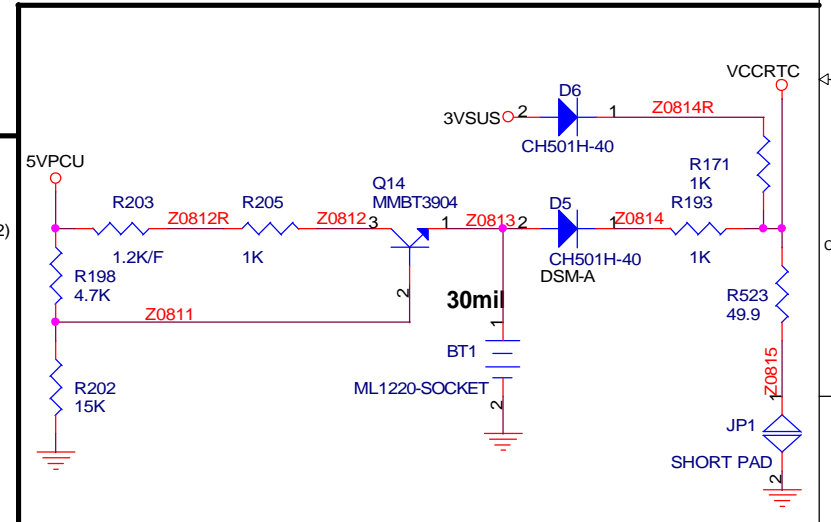 VCCRTC
D6
3VSUS 2 1 Z0814R
CH501H-40
5VPCU
R171
1K
Q14
MMBT3904
R203 R205 D5 R193
Z0812R Z0812 3 1 Z0813 2 1 Z0814
1.2K/F 1K CH501H-40 1K
DSM-A
2)
R198
4.7K
2
30mil
R523
49.9
Z0811
1
BT1
Z0815
1
ML1220-SOCKET
R202
15K
2
JP1
SHORT PAD
2